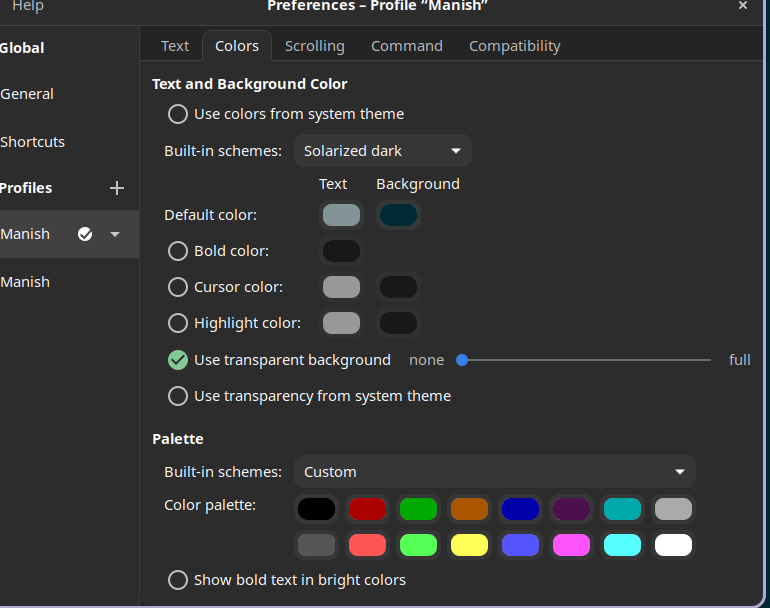 Help
Preferences – Profile “Manish”
×
Global
General
Shortcuts
Profiles
Manish
Manish
Text Colors Scrolling Command Compatibility
Text and Background Color
Use colors from system theme
Built-in schemes: Solarized dark
Text Background
Default color:
Bold color:
Cursor color:
Highlight color:
Use transparent background none full
Use transparency from system theme
Palette
Built-in schemes: Custom
Color palette:
Show bold text in bright colors